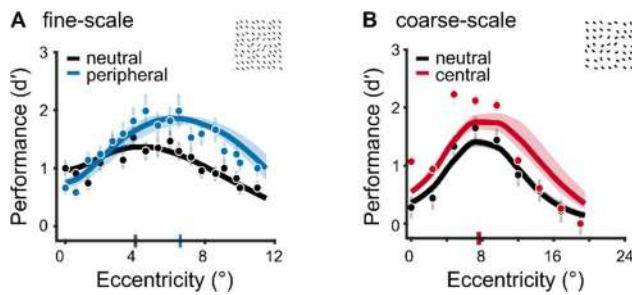 A fine-scale
neutral
peripheral
Performance (d')
3
2
1
0
0 4 8 12
Eccentricity (°)
B coarse-scale
neutral
central
Performance (d')
3
2
1
0
0 8 16 24
Eccentricity (°)